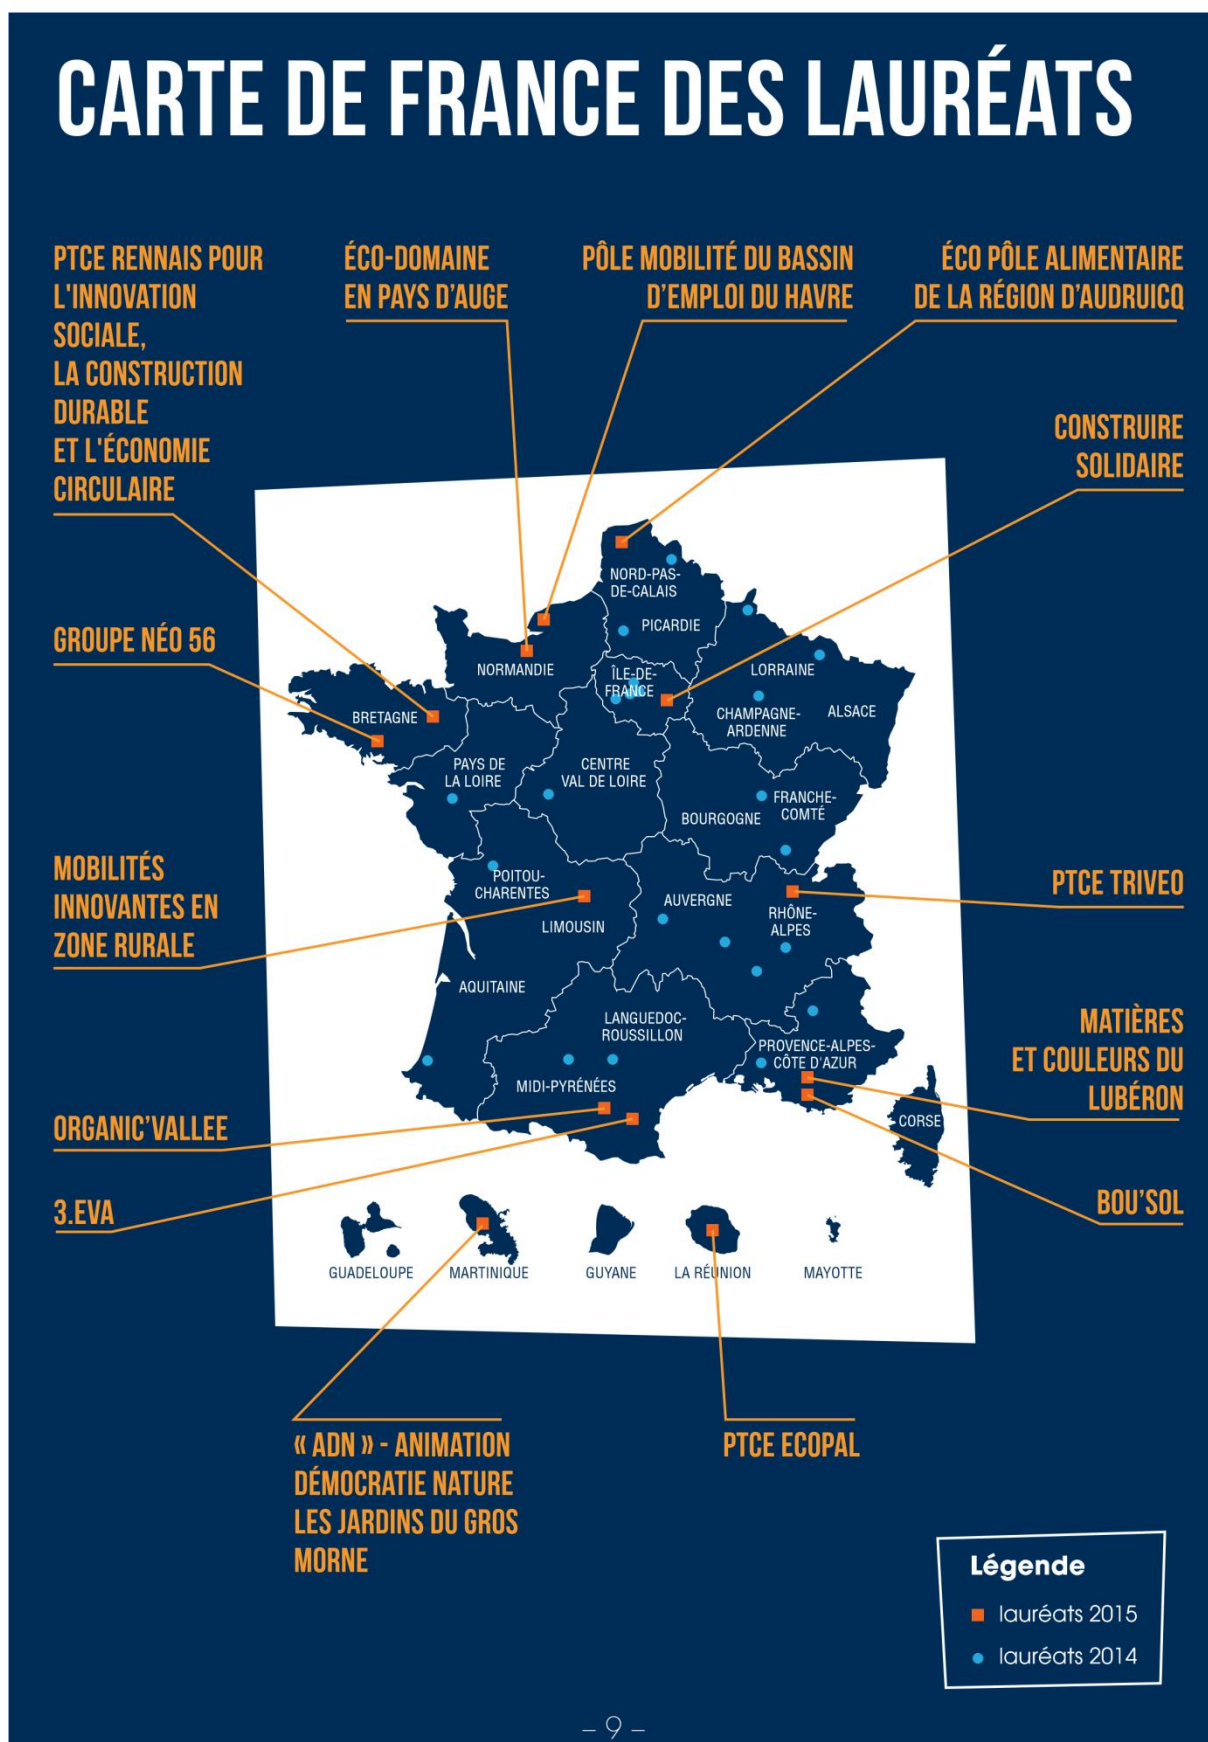 CARTE DE FRANCE DES LAURÉATS
PTCE RENNAIS POUR
L'INNOVATION
SOCIALE,
LA CONSTRUCTION
DURABLE
ET L'ÉCONOMIE
CIRCULAIRE
ÉCO-DOMAINE
EN PAYS D'AUGE
PÔLE MOBILITÉ DU BASSIN
D'EMPLOI DU HAVRE
ÉCO PÔLE ALIMENTAIRE
DE LA RÉGION D'AUDRUICQ
CONSTRUIRE
SOLIDAIRE
GROUPE NÉO 56
MOBILITÉS
INNOVANTES EN
ZONE RURALE
PTCE TRIVEO
MATIÈRES
ET COULEURS DU
LUBÉRON
ORGANIC'VALLEE
3.EVA
BOU'SOL
NORD-PAS-
DE-CALAIS
PICARDIE
NORMANDIE
ÎLE-DE-
FRANCE
LORRAINE
CHAMPAGNE-
ARDENNE
ALSACE
BRETAGNE
PAYS DE
LA LOIRE
CENTRE
VAL DE LOIRE
BOURGOGNE
FRANCHE-
COMTÉ
POITOU-
CHARENTES
LIMOUSIN
AUVERGNE
RHÔNE-
ALPES
AQUITAINE
LANGUEDOC-
ROUSSILLON
MIDI-PYRÉNÉES
PROVENCE-ALPES-
CÔTE D'AZUR
CORSE
GUADELOUPE
MARTINIQUE
GUYANE
LA RÉUNION
MAYOTTE
« ADN » - ANIMATION
DÉMOCRATIE NATURE
LES JARDINS DU GROS
MORNE
PTCE ECOPAL
Légende
lauréats 2015
lauréats 2014
– 9 –